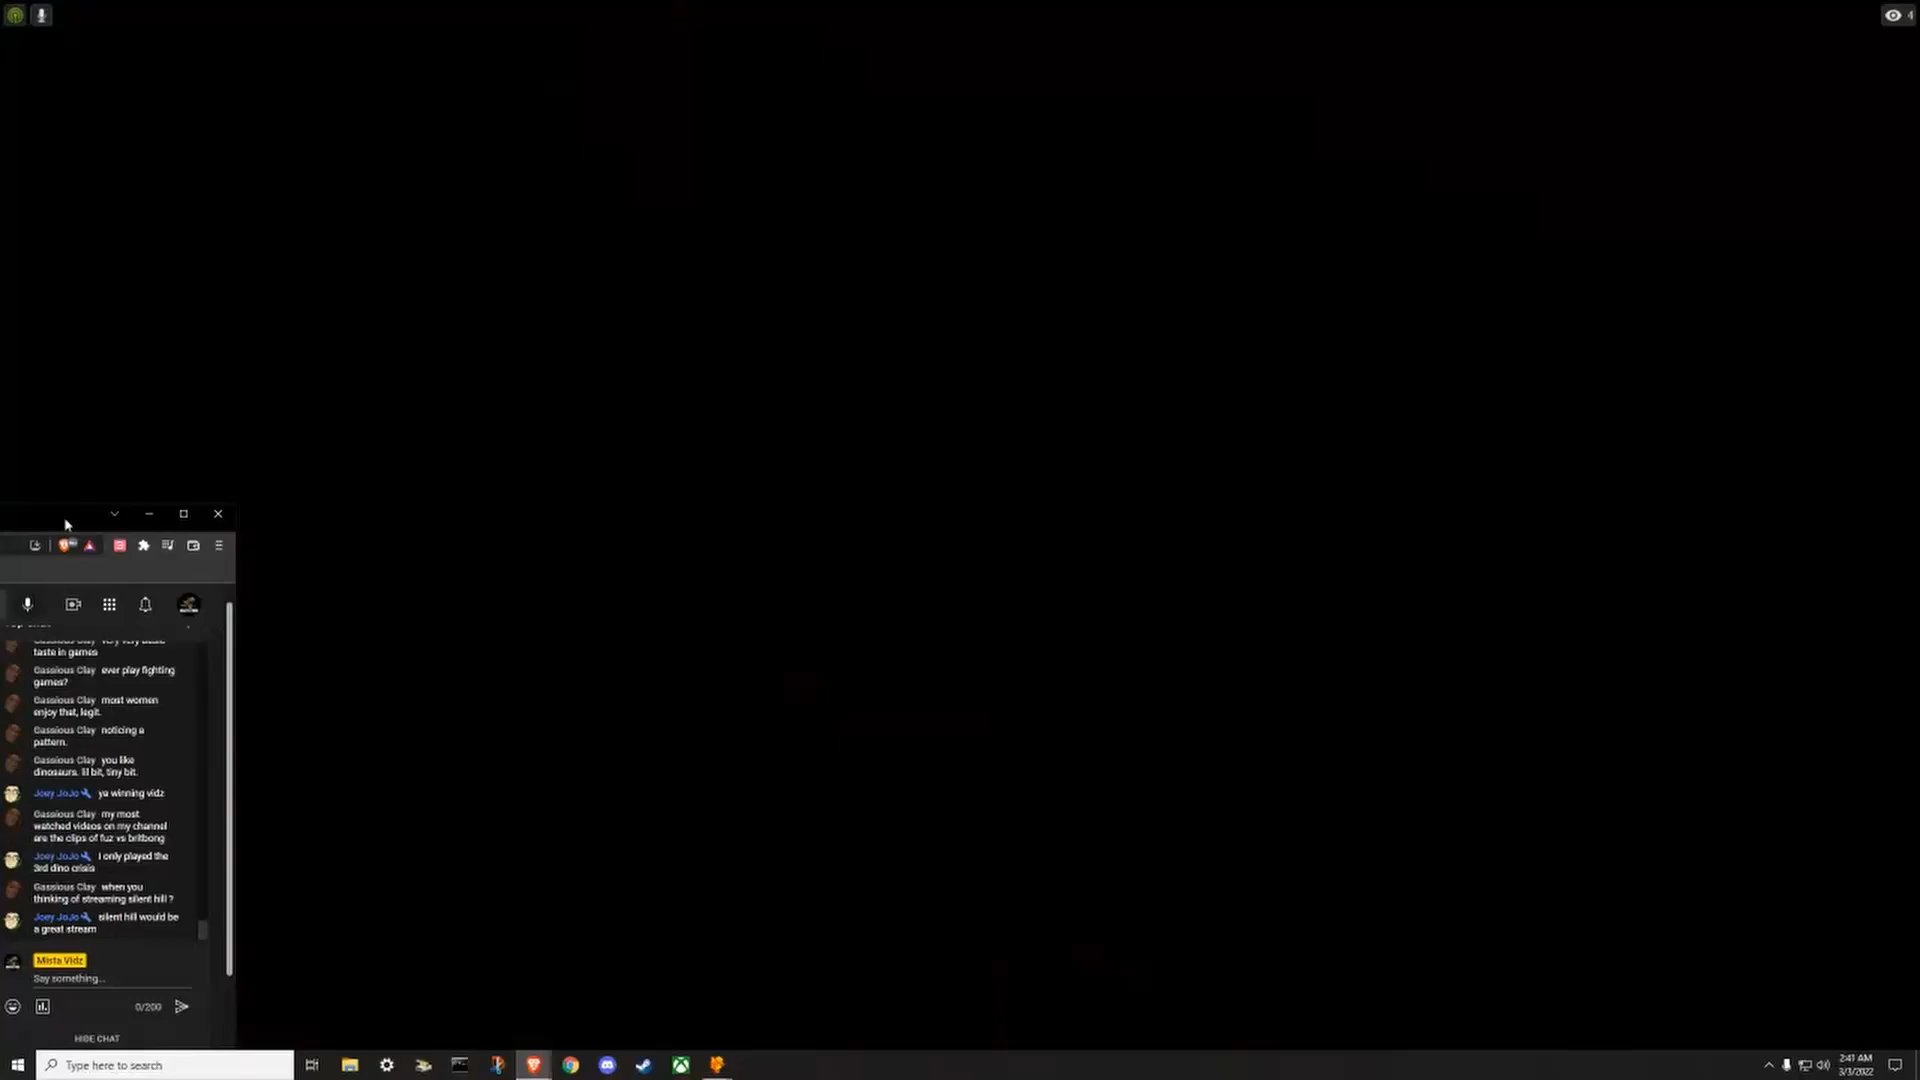 4
taste in games
Gassious Clay ever play fighting
games?
Gassious Clay most women
enjoy that, legit.
Gassious Clay noticing a
pattern.
Gassious Clay you like
dinosaurs. lil bit, tiny bit.
Joey JoJo ya winning vidz
Gassious Clay my most
watched videos on my channel
are the clips of fuz vs britbong
Joey JoJo I only played the
3rd dino crisis
Gassious Clay when you
thinking of streaming silent hill ?
Joey JoJo silent hill would be
a great stream
Mista Vidz
Say something...
0/200
HIDE CHAT
Type here to search
2:41 AM
3/3/2022